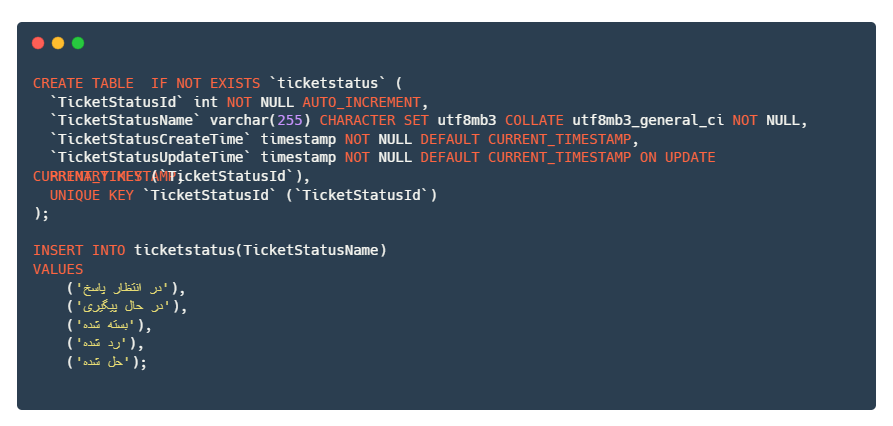 CREATE TABLE  IF NOT EXISTS `ticketstatus` (
  `TicketStatusId` int NOT NULL AUTO_INCREMENT,
  `TicketStatusName` varchar(255) CHARACTER SET utf8mb3 COLLATE utf8mb3_general_ci NOT NULL,
  `TicketStatusCreateTime` timestamp NOT NULL DEFAULT CURRENT_TIMESTAMP,
  `TicketStatusUpdateTime` timestamp NOT NULL DEFAULT CURRENT_TIMESTAMP ON UPDATE
CURRENT_TIMESTAMP,
  PRIMARY KEY (`TicketStatusId`),
  UNIQUE KEY `TicketStatusId` (`TicketStatusId`)
);
INSERT INTO ticketstatus(TicketStatusName)
VALUES
    ('در انتظار پاسخ'),
    ('در حال پیگیری'),
    ('بسته شده'),
    ('رد شده'),
    ('حل شده');